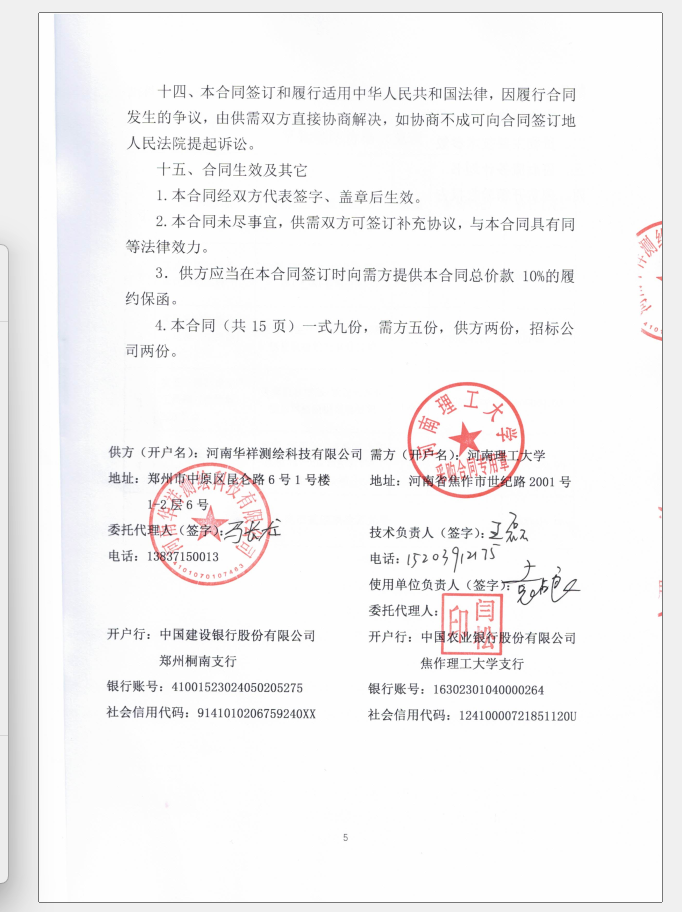 十四、本合同签订和履行适用中华人民共和国法律，因履行合同
发生的争议，由供需双方直接协商解决，如协商不成可向合同签订地
人民法院提起诉讼。
十五、合同生效及其它
1.本合同经双方代表签字、盖章后生效。
2.本合同未尽事宜，供需双方可签订补充协议，与本合同具有同
等法律效力。
3. 供方应当在本合同签订时向需方提供本合同总价款 10%的履
约保函。
4.本合同（共 15 页）一式九份，需方五份，供方两份，招标公
司两份。
河南理工大学
采购合同专用章
供方（开户名）：河南华祥测绘科技有限公司
地址：郑州市中原区昆仑路 6 号 1 号楼
1-2 层 6 号
委托代理人（签字）：
电话：13837150013
河南华祥测绘科技有限公司
4101070107483
开户行：中国建设银行股份有限公司
郑州桐南支行
银行账号：41001523024050205275
社会信用代码：9141010206759240XX
需方（开户名）：河南理工大学
地址：河南省焦作市世纪路 2001 号
技术负责人（签字）：
电话：15203912175
使用单位负责人（签字）：
委托代理人：
闫松印
开户行：中国农业银行股份有限公司
焦作理工大学支行
银行账号：16302301040000264
社会信用代码：12410000721851120U
5